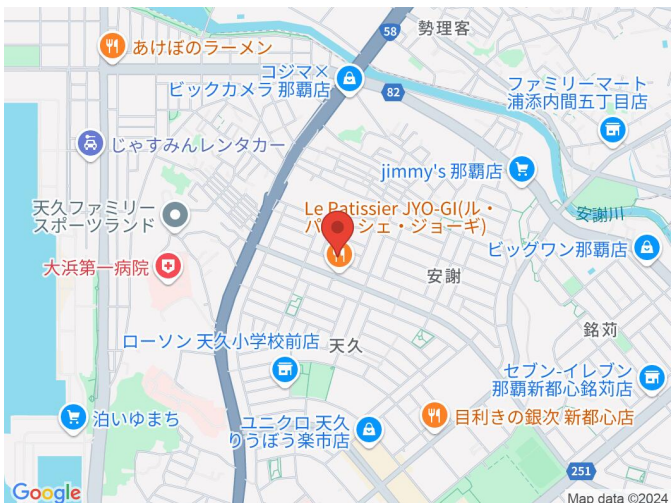 勢理客
58
あけぼのラーメン
コジマ×
ビックカメラ 那覇店
82
ファミリーマート
浦添内間五丁目店
じゃすみんレンタカー
jimmy's 那覇店
天久ファミリー
スポーツランド
Le Patissier JYO-GI(ル・
安謝川
ビッグワン那覇店
大浜第一病院
安謝
銘苅
ローソン 天久小学校前店
天久
セブン-イレブン
那覇新都心銘苅店
泊いゆまち
ユニクロ 天久
りうぼう楽市店
目利きの銀次 新都心店
251
Google
Map data ©2024